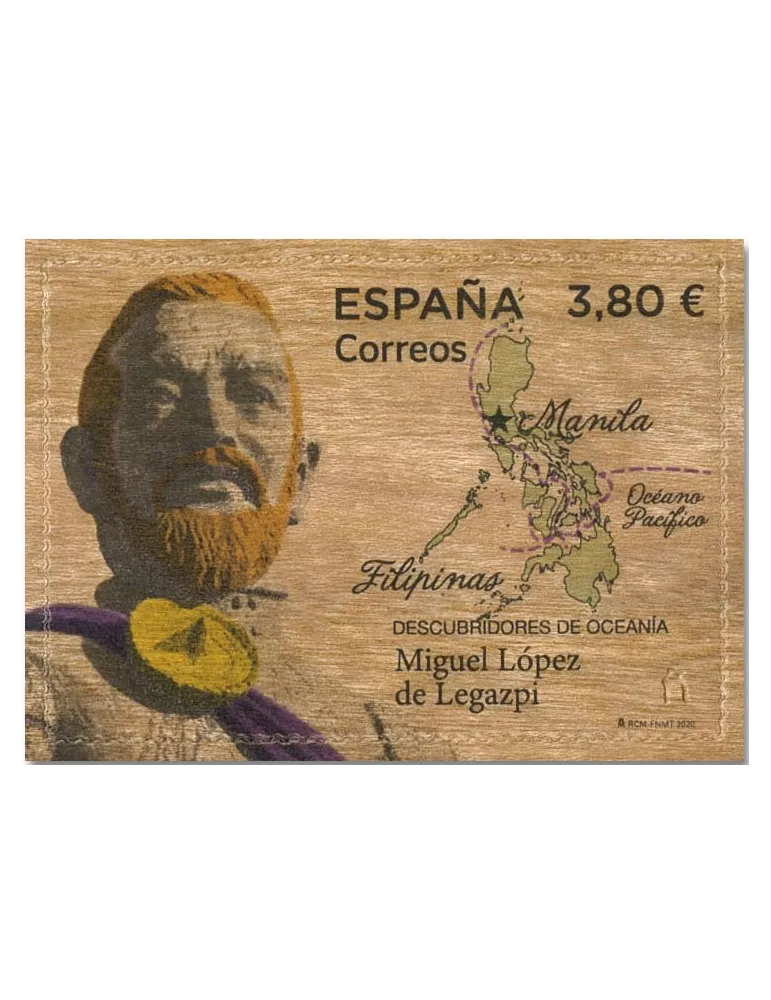 ESPAÑA 3,80 €
Correos
Manila
Océano
Pacífico
Filipinas
DESCUBRIDORES DE OCEANÍA
Miguel López
de Legazpi
Ñ
RCM-FNMT 2020